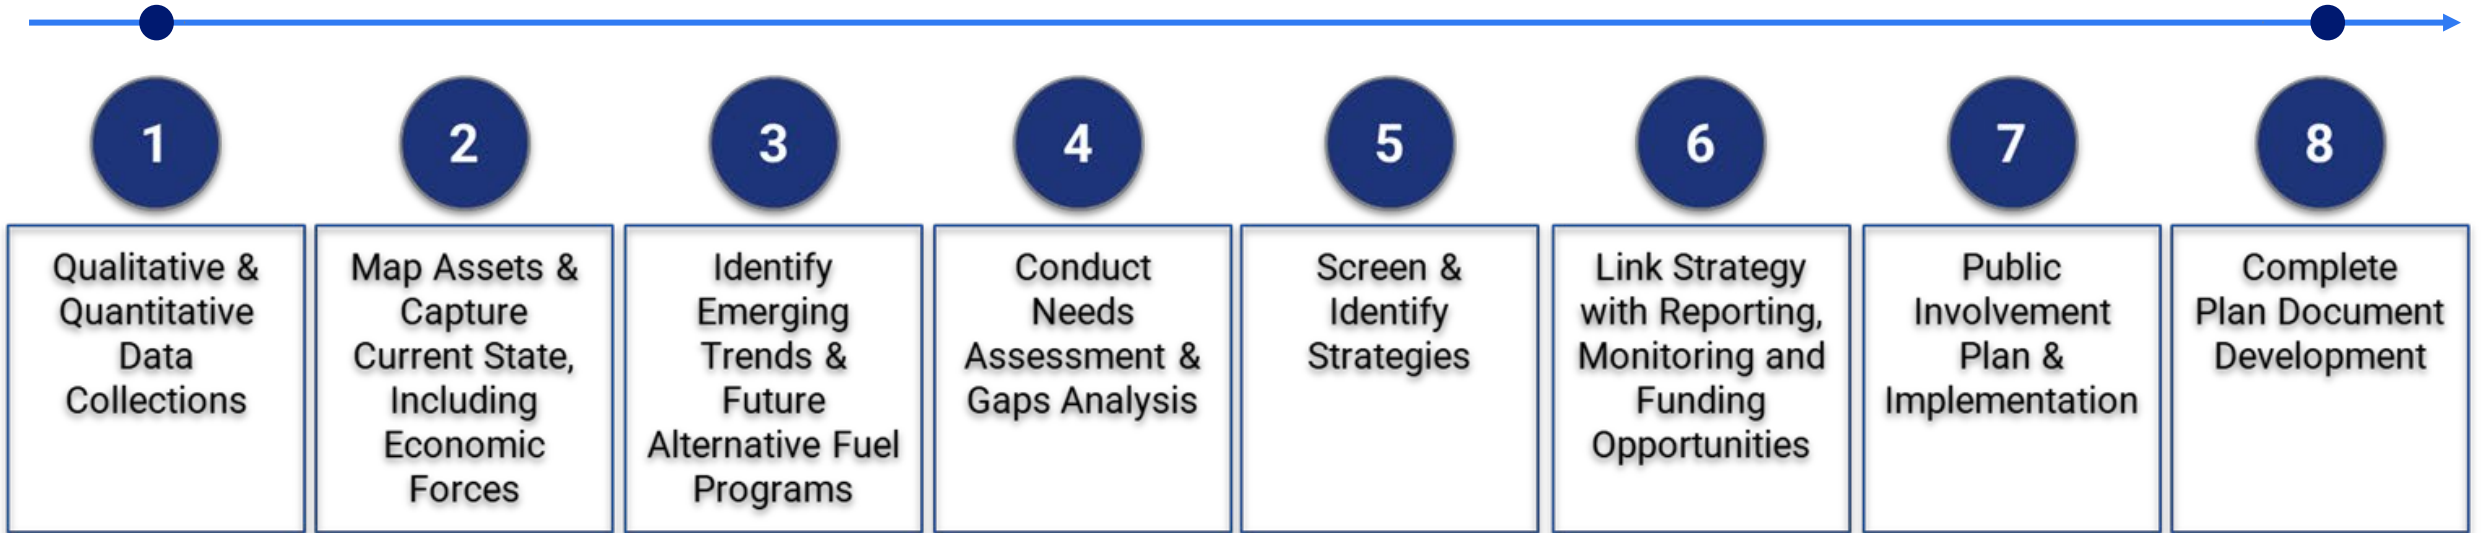 1
Qualitative &
Quantitative
Data
Collections
2
Map Assets &
Capture
Current State,
Including
Economic
Forces
3
Identify
Emerging
Trends &
Future
Alternative Fuel
Programs
4
Conduct
Needs
Assessment &
Gaps Analysis
5
Screen &
Identify
Strategies
6
Link Strategy
with Reporting,
Monitoring and
Funding
Opportunities
7
Public
Involvement
Plan &
Implementation
8
Complete
Plan Document
Development